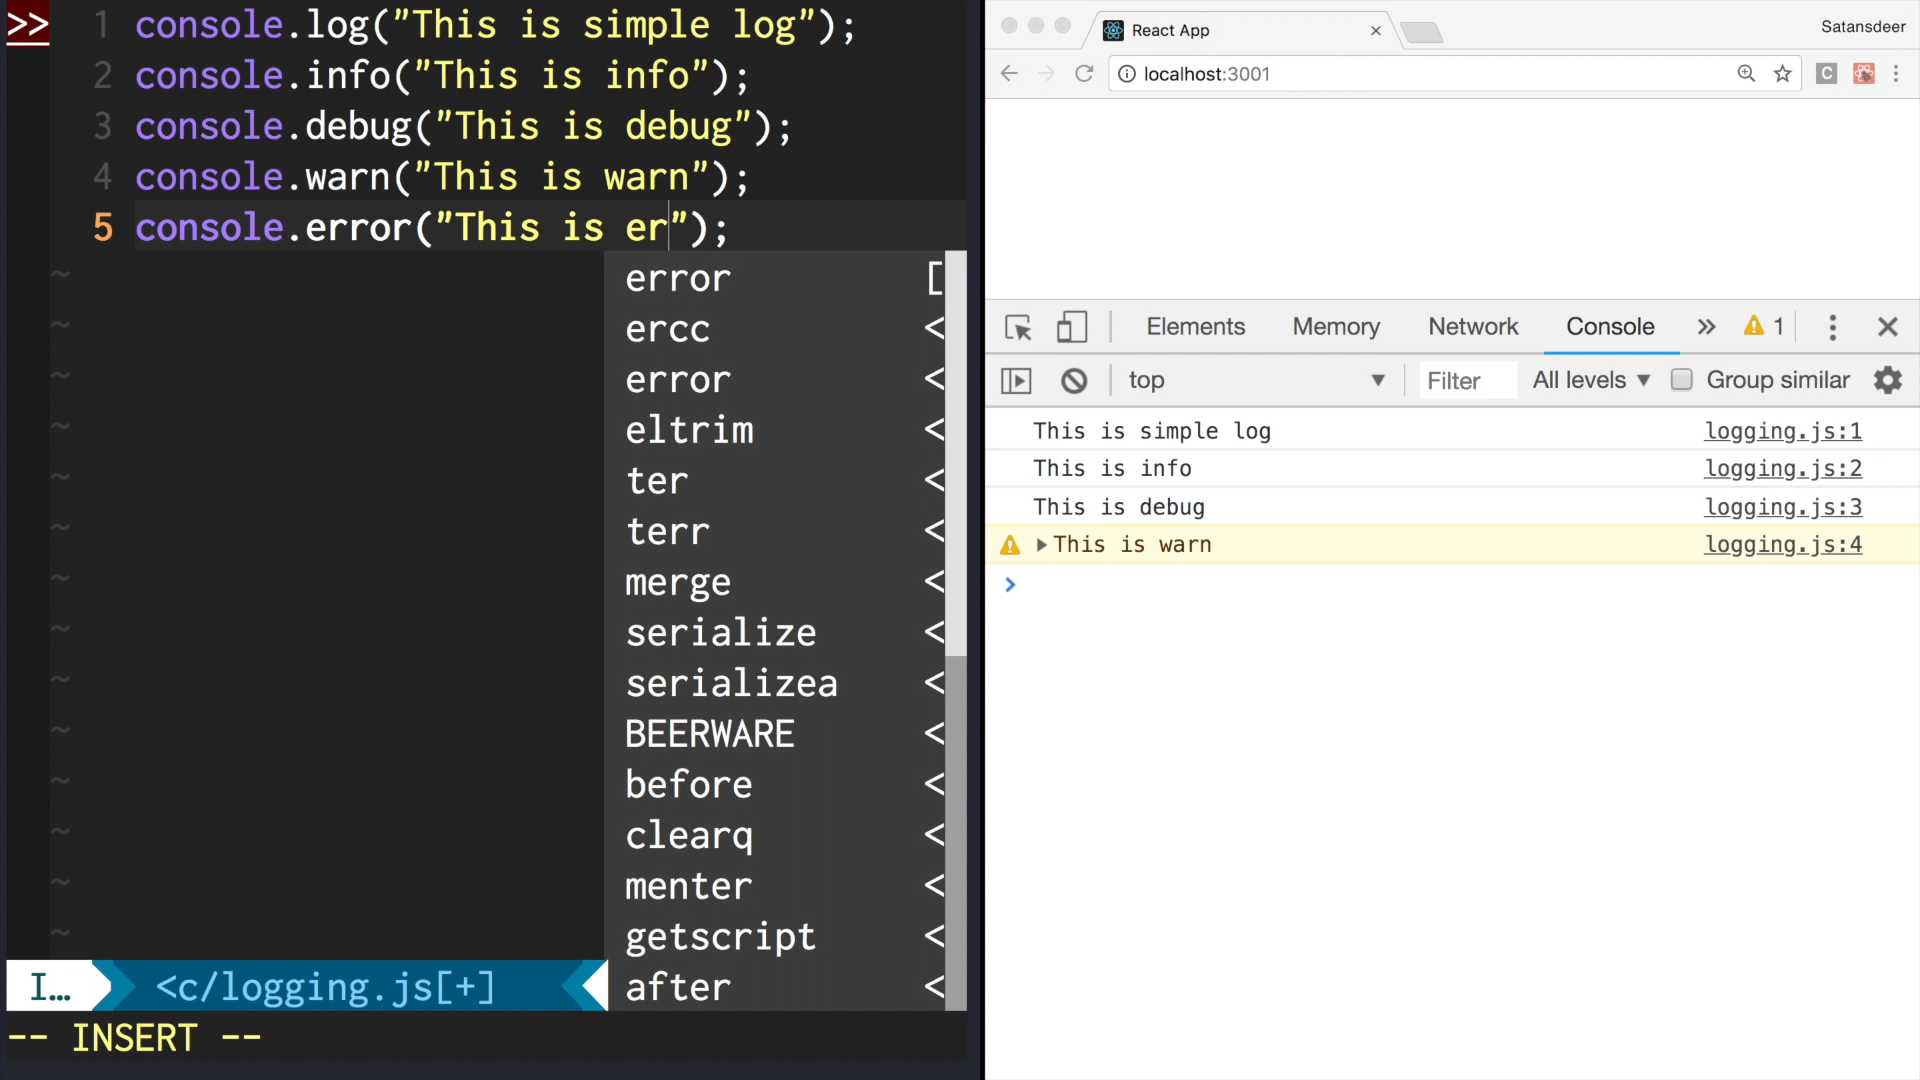 >> 1 console.log("This is simple log");
2 console.info("This is info");
3 console.debug("This is debug");
4 console.warn("This is warn");
5 console.error("This is er");
~ error [
~ ercc <
~ error <
~ eltrim <
~ ter <
~ terr <
~ merge <
~ serialize <
~ serializea <
~ BEERWARE <
~ before <
~ clearq <
~ menter <
~ getscript <
I... <c/logging.js[+] after <
-- INSERT --
React App
Satansdeer
localhost:3001
C
Elements Memory Network Console » 1
top Filter All levels Group similar
This is simple log logging.js:1
This is info logging.js:2
This is debug logging.js:3
This is warn logging.js:4